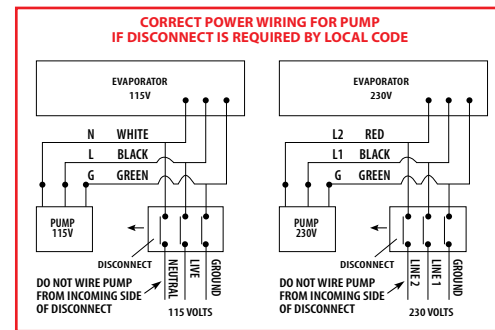 CORRECT POWER WIRING FOR PUMP
IF DISCONNECT IS REQUIRED BY LOCAL CODE
EVAPORATOR
115V
N WHITE
L BLACK
G GREEN
PUMP
115V
DISCONNECT
NEUTRAL
LIVE
GROUND
DO NOT WIRE PUMP
FROM INCOMING SIDE
OF DISCONNECT
115 VOLTS
EVAPORATOR
230V
L2 RED
L1 BLACK
G GREEN
PUMP
230V
DISCONNECT
LINE 2
LINE 1
GROUND
DO NOT WIRE PUMP
FROM INCOMING SIDE
OF DISCONNECT
230 VOLTS